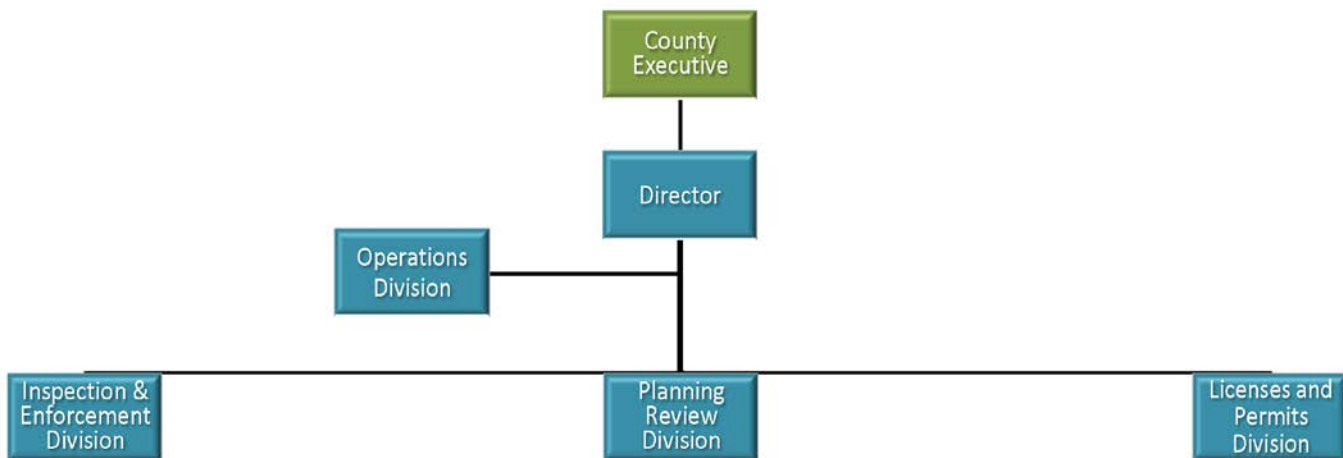 County
Executive
Director
Operations
Division
Inspection &
Enforcement
Division
Planning
Review
Division
Licenses and
Permits
Division